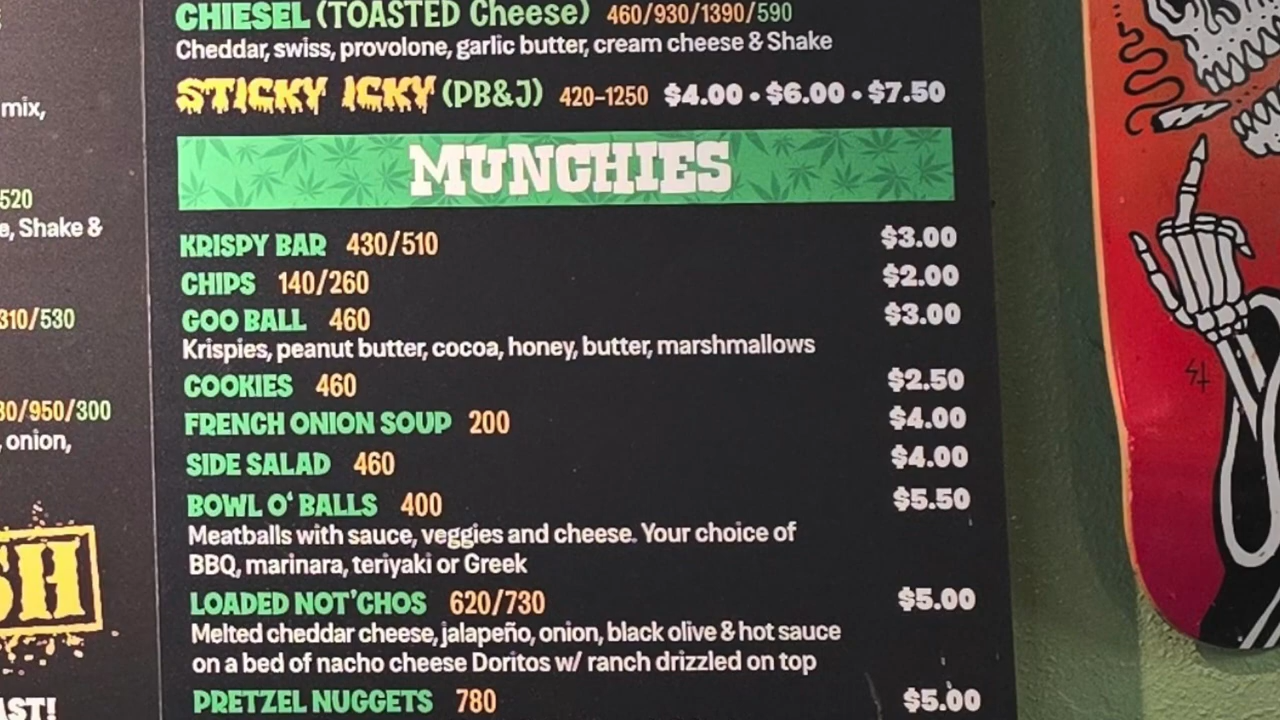 mix,
520
e, Shake &
310/530
30/950/300
, onion,
SH
AST!
CHIESEL (TOASTED Cheese) 460/930/1390/590
Cheddar, swiss, provolone, garlic butter, cream cheese & Shake
STICKY ICKY (PB&J) 420-1250 $4.00 • $6.00 • $7.50
MUNCHIES
KRISPY BAR 430/510 $3.00
CHIPS 140/260 $2.00
GOO BALL 460 $3.00
Krispies, peanut butter, cocoa, honey, butter, marshmallows
COOKIES 460 $2.50
FRENCH ONION SOUP 200 $4.00
SIDE SALAD 460 $4.00
BOWL O' BALLS 400 $5.50
Meatballs with sauce, veggies and cheese. Your choice of
BBQ, marinara, teriyaki or Greek
LOADED NOT'CHOS 620/730 $5.00
Melted cheddar cheese, jalapeño, onion, black olive & hot sauce
on a bed of nacho cheese Doritos w/ ranch drizzled on top
PRETZEL NUGGETS 780 $5.00